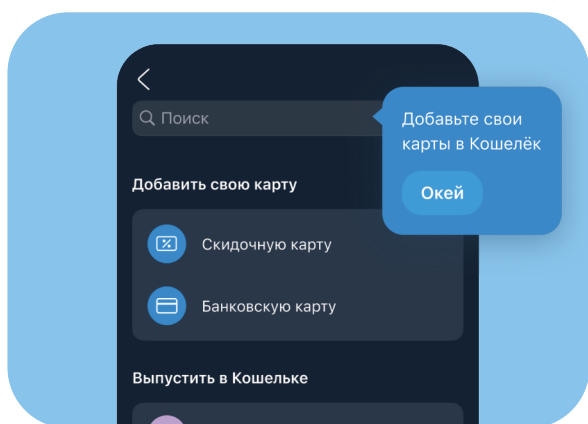 Поиск
Добавьте свои
карты в Кошелёк
Окей
Добавить свою карту
Скидочную карту
Банковскую карту
Выпустить в Кошельке